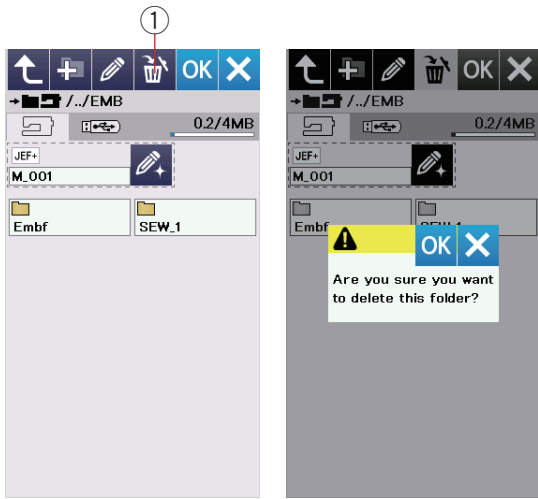 ①
OK
/../EMB
0.2/4MB
JEF+
M_001
Embf
SEW_1
OK
/../EMB
0.2/4MB
JEF+
M_001
Embf
OK
Are you sure you want
to delete this folder?